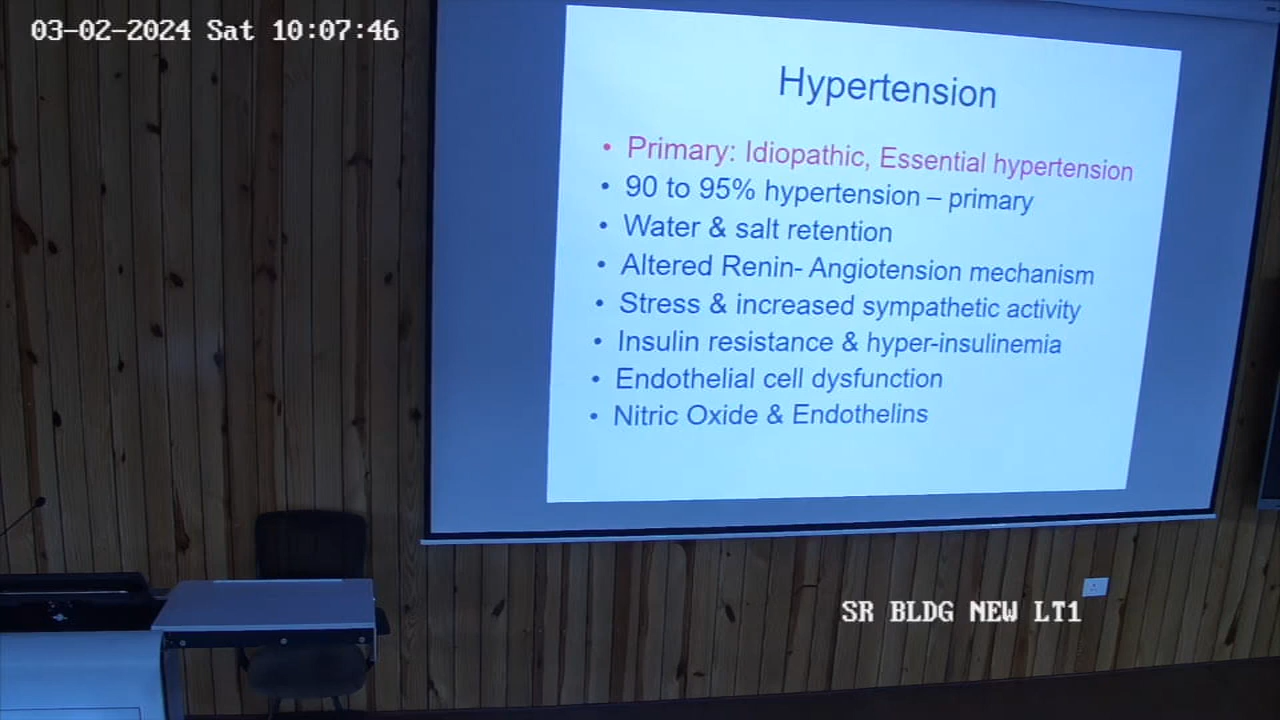 03-02-2024 Sat 10:07:46
Hypertension
• Primary: Idiopathic, Essential hypertension
• 90 to 95% hypertension – primary
• Water & salt retention
• Altered Renin- Angiotension mechanism
• Stress & increased sympathetic activity
• Insulin resistance & hyper-insulinemia
• Endothelial cell dysfunction
• Nitric Oxide & Endothelins
SR BLDG NEW LT1